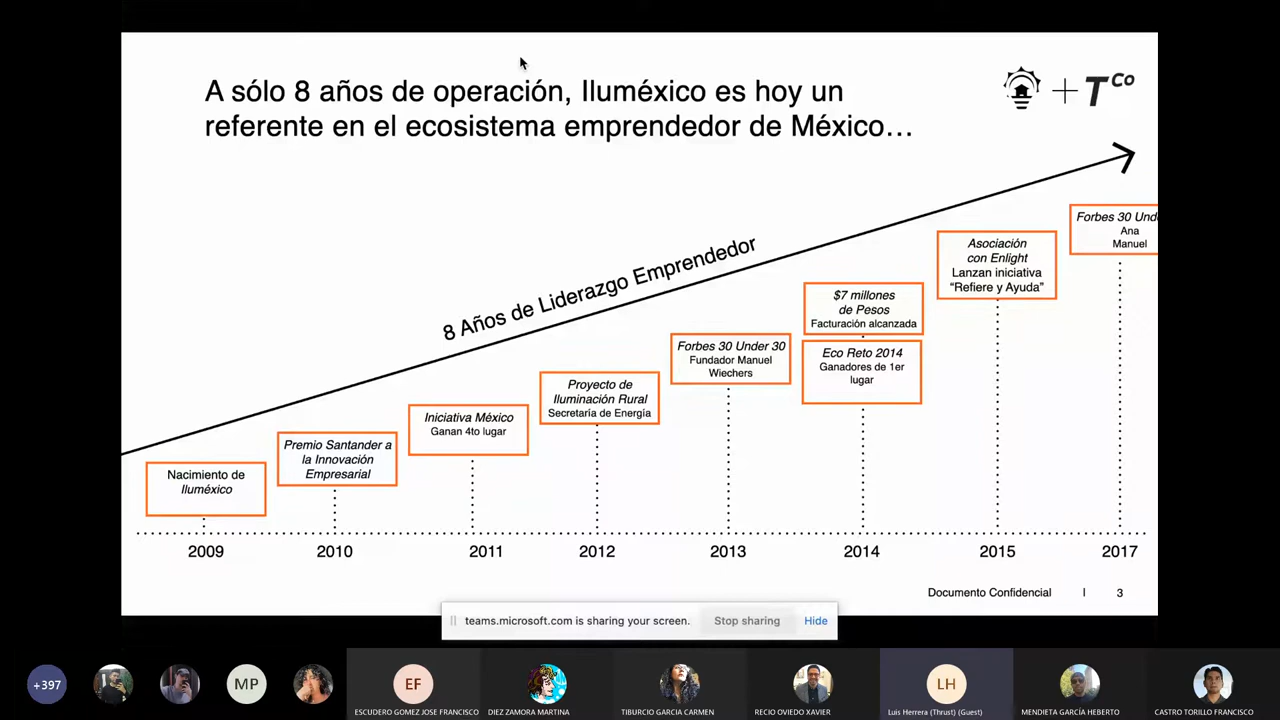 A sólo 8 años de operación, Iluméxico es hoy un
referente en el ecosistema emprendedor de México…
+ T Co
8 Años de Liderazgo Emprendedor
Nacimiento de
Iluméxico
Premio Santander a
la Innovación
Empresarial
Iniciativa México
Ganan 4to lugar
Proyecto de
Iluminación Rural
Secretaría de Energía
Forbes 30 Under 30
Fundador Manuel
Wiechers
$7 millones
de Pesos
Facturación alcanzada
Eco Reto 2014
Ganadores de 1er
lugar
Asociación
con Enlight
Lanzan iniciativa
“Refiere y Ayuda”
Forbes 30 Unde
Ana
Manuel
2009 2010 2011 2012 2013 2014 2015 2017
Documento Confidencial I 3
teams.microsoft.com is sharing your screen. Stop sharing Hide
+397
MP
EF
LH
ESCUDERO GOMEZ JOSE FRANCISCO
DIEZ ZAMORA MARTINA
TIBURCIO GARCIA CARMEN
RECIO OVIEDO XAVIER
Luis Herrera (Thrust) (Guest)
MENDIETA GARCÍA HEBERTO
CASTRO TORILLO FRANCISCO